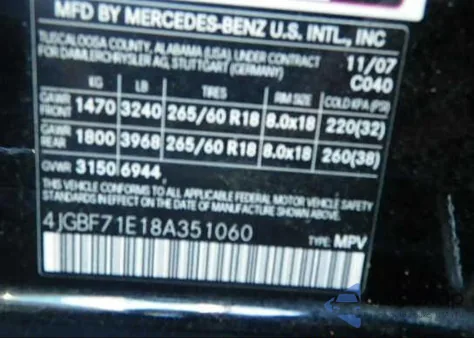 MFD BY MERCEDES-BENZ U.S. INTL., INC
TUSCALOOSA COUNTY, ALABAMA (USA) UNDER CONTRACT 11/07
FOR DAIMLERCHRYSLER AG, STUTTGART (GERMANY) C040
KG LB TIRES RIM SIZE COLD KPA (PSI)
GAWR FRONT 1470 3240 265/60 R18 8.0x18 220(32)
GAWR REAR 1800 3968 265/60 R18 8.0x18 260(38)
GVWR 3150 6944
THIS VEHICLE CONFORMS TO ALL APPLICABLE FEDERAL MOTOR VEHICLE SAFETY
STANDARDS IN EFFECT ON THE DATE OF MANUFACTURE SHOWN ABOVE
4JGBF71E18A351060 TYPE: MPV